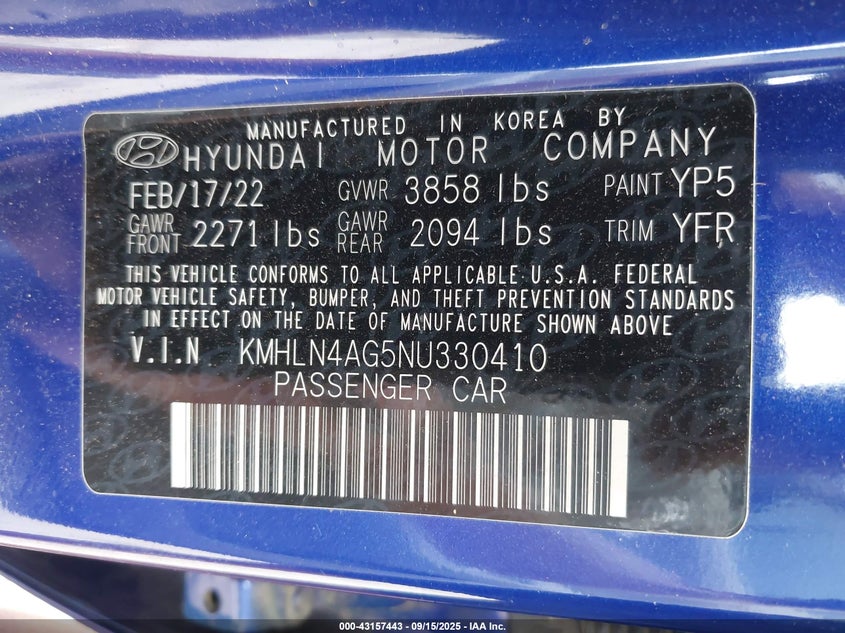 MANUFACTURED IN KOREA BY
HYUNDAI MOTOR COMPANY
FEB/17/22 GVWR 3858 lbs PAINT YP5
GAWR FRONT 2271 lbs GAWR REAR 2094 lbs TRIM YFR
THIS VEHICLE CONFORMS TO ALL APPLICABLE U.S.A. FEDERAL
MOTOR VEHICLE SAFETY, BUMPER, AND THEFT PREVENTION STANDARDS
IN EFFECT ON THE DATE OF MANUFACTURE SHOWN ABOVE
V.I.N KMHLN4AG5NU330410
PASSENGER CAR
000-43157443 - 09/15/2025 - IAA Inc.